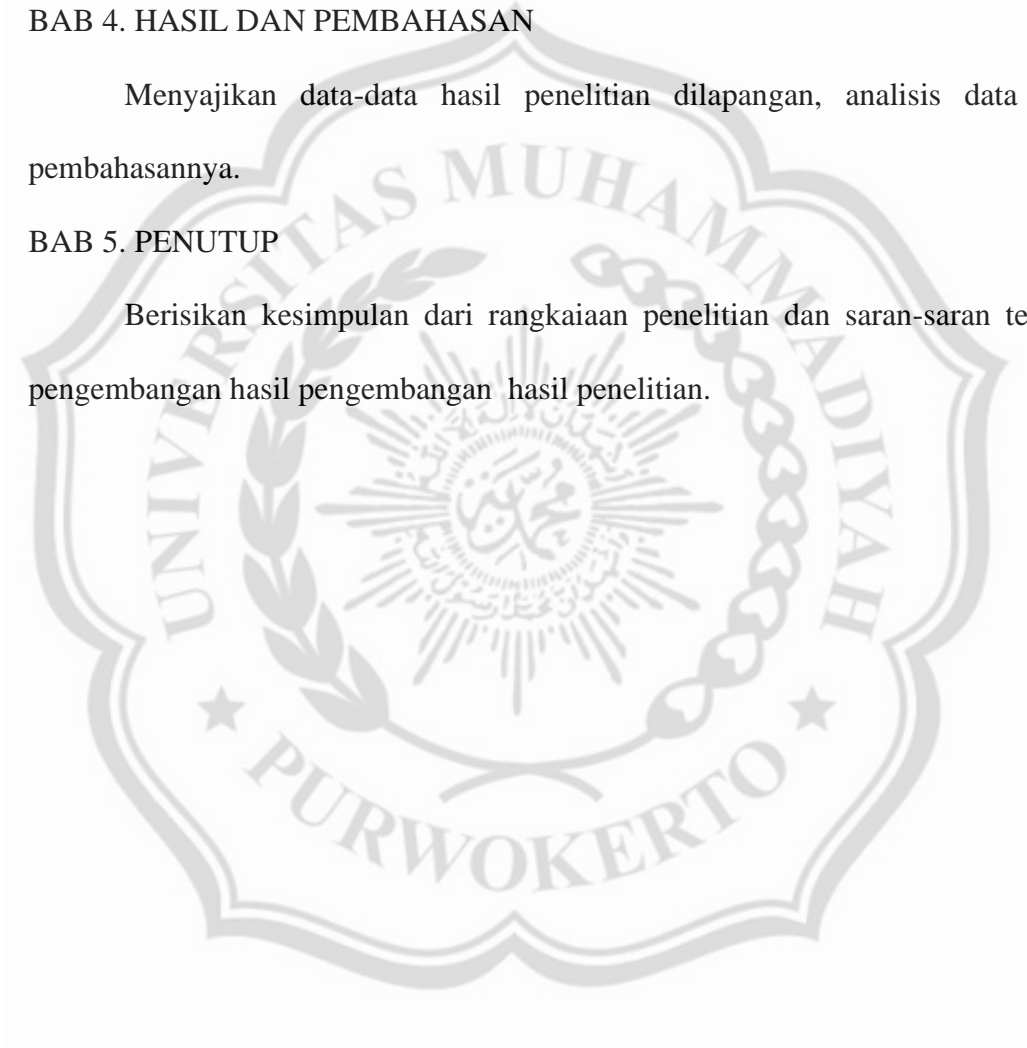 BAB 4. HASIL DAN PEMBAHASAN
Menyajikan data-data hasil penelitian dilapangan, analisis data
pembahasannya.
BAB 5. PENUTUP
Berisikan kesimpulan dari rangkaiaan penelitian dan saran-saran
pengembangan hasil pengembangan hasil penelitian.
UNIVERSITAS MUHAMMADIYAH
PURWOKERTO